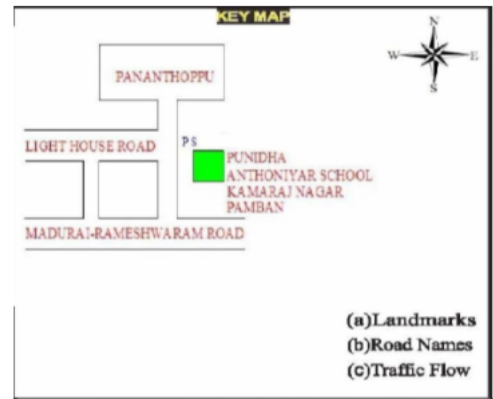 KEY MAP
N
W
E
S
PANANTHOPPU
LIGHT HOUSE ROAD
P S
PUNIDHA
ANTHONIYAR SCHOOL
KAMARAJ NAGAR
PAMBAN
MADURAI-RAMESHWARAM ROAD
(a)Landmarks
(b)Road Names
(c)Traffic Flow